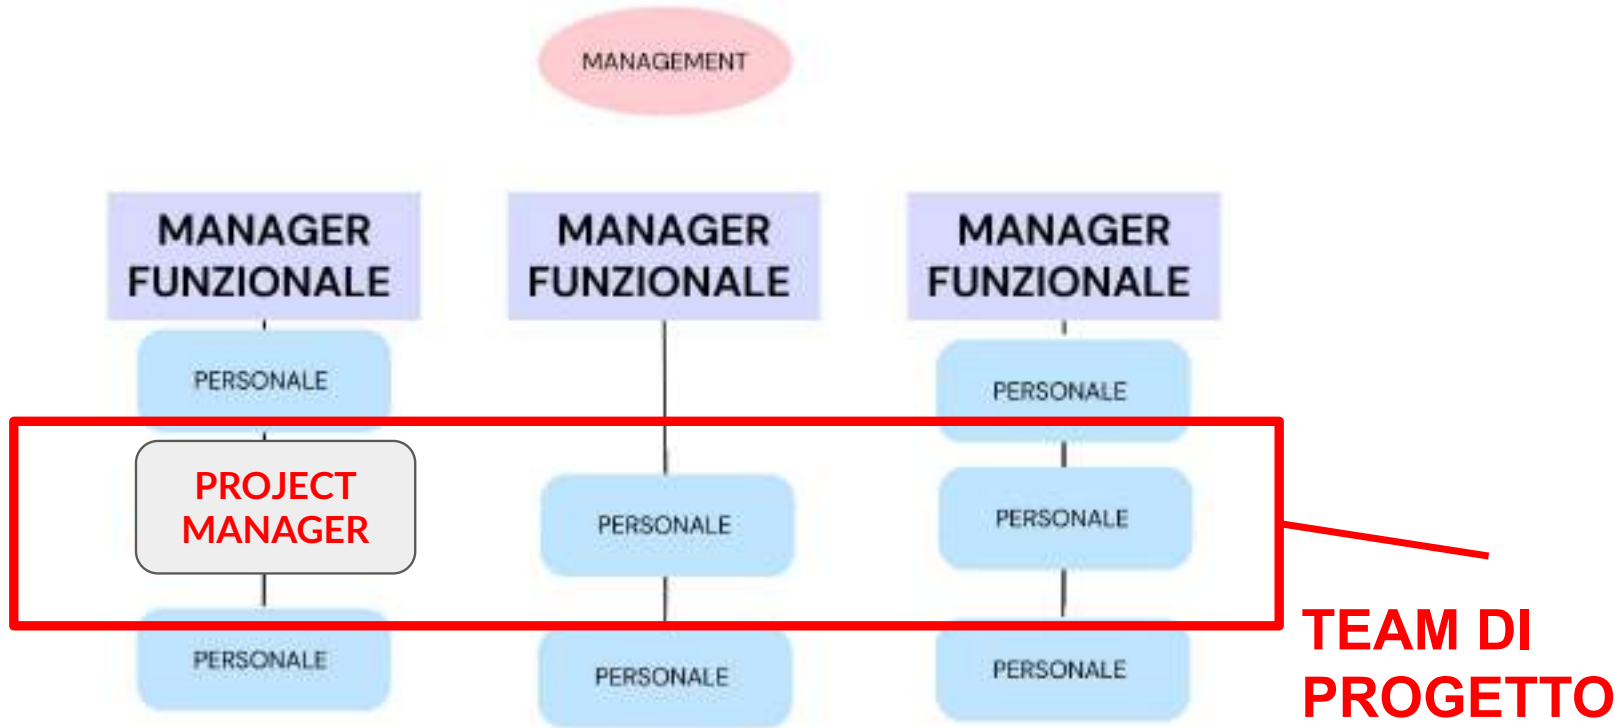 MANAGEMENT
MANAGER
FUNZIONALE
MANAGER
FUNZIONALE
MANAGER
FUNZIONALE
PERSONALE
PERSONALE
PROJECT
MANAGER
PERSONALE
PERSONALE
PERSONALE
PERSONALE
PERSONALE
TEAM DI
PROGETTO